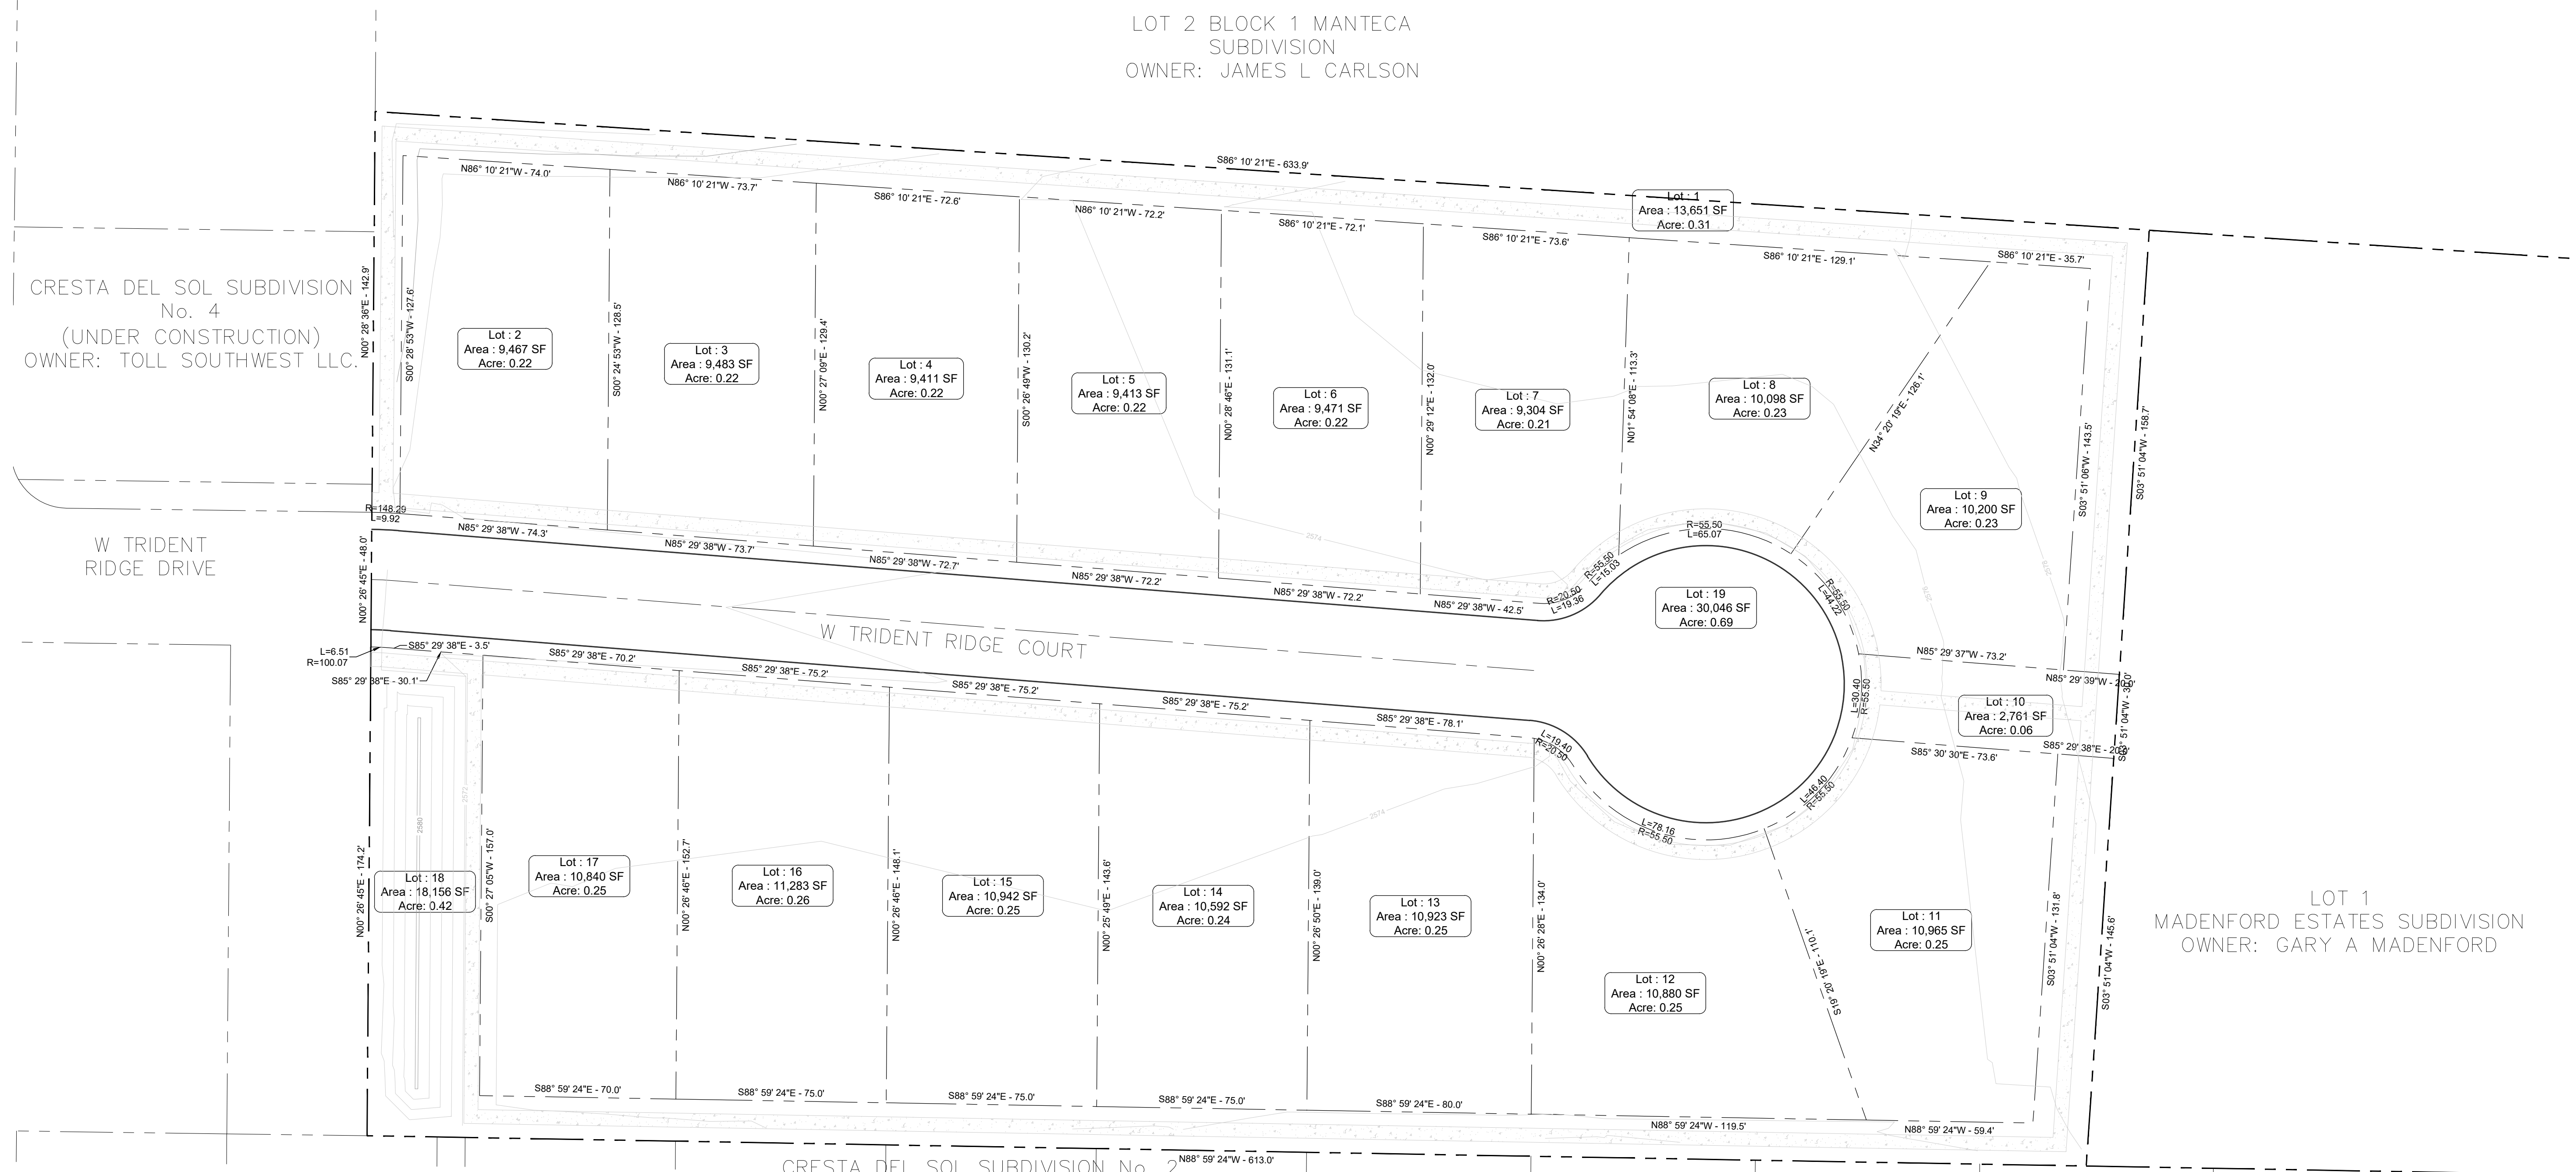 LOT 2 BLOCK 1 MANTECA
SUBDIVISION
OWNER: JAMES L CARLSON
S86° 10' 21"E - 633.9'
N86° 10' 21"W - 74.0'
N86° 10' 21"W - 73.7'
S86° 10' 21"E - 72.6'
N86° 10' 21"W - 72.2'
S86° 10' 21"E - 72.1'
S86° 10' 21"E - 73.6'
S86° 10' 21"E - 129.1'
S86° 10' 21"E - 35.7'
Lot : 1
Area : 13,651 SF
Acre: 0.31
CRESTA DEL SOL SUBDIVISION
No. 4
(UNDER CONSTRUCTION)
OWNER: TOLL SOUTHWEST LLC.
N00° 28' 36"E - 142.9'
S00° 28' 53"W - 127.6'
Lot : 2
Area : 9,467 SF
Acre: 0.22
S00° 24' 53"W - 128.5'
Lot : 3
Area : 9,483 SF
Acre: 0.22
N00° 27' 09"E - 129.4'
Lot : 4
Area : 9,411 SF
Acre: 0.22
S00° 26' 49"W - 130.2'
Lot : 5
Area : 9,413 SF
Acre: 0.22
N00° 28' 46"E - 131.1'
Lot : 6
Area : 9,471 SF
Acre: 0.22
N00° 29' 12"E - 132.0'
Lot : 7
Area : 9,304 SF
Acre: 0.21
N01° 54' 08"E - 113.3'
Lot : 8
Area : 10,098 SF
Acre: 0.23
N34° 20' 19"E - 126.1'
Lot : 9
Area : 10,200 SF
Acre: 0.23
S03° 51' 06"W - 143.5'
S03° 51' 04"W - 158.7'
2576
2575
2574
W TRIDENT
RIDGE DRIVE
R=148.29
L=9.92
N00° 26' 45"E - 48.0'
N85° 29' 38"W - 74.3'
N85° 29' 38"W - 73.7'
N85° 29' 38"W - 72.7'
N85° 29' 38"W - 72.2'
N85° 29' 38"W - 72.2'
N85° 29' 38"W - 42.5'
R=20.50
L=19.36
R=55.50
L=15.03
R=55.50
L=65.07
R=55.50
L=44.22
Lot : 19
Area : 30,046 SF
Acre: 0.69
W TRIDENT RIDGE COURT
N85° 29' 37"W - 73.2'
N85° 29' 39"W - 20.0'
L=30.40
R=55.50
Lot : 10
Area : 2,761 SF
Acre: 0.06
S85° 30' 30"E - 73.6'
S85° 29' 38"E - 20.0'
L=6.51
R=100.07
S85° 29' 38"E - 3.5'
S85° 29' 38"E - 30.1'
S85° 29' 38"E - 70.2'
S85° 29' 38"E - 75.2'
S85° 29' 38"E - 75.2'
S85° 29' 38"E - 75.2'
S85° 29' 38"E - 78.1'
L=19.40
R=20.50
L=78.16
R=55.50
L=46.40
R=55.50
2572
2580
2574
N00° 26' 45"E - 174.2'
Lot : 18
Area : 18,156 SF
Acre: 0.42
S00° 27' 05"W - 157.0'
Lot : 17
Area : 10,840 SF
Acre: 0.25
N00° 26' 46"E - 152.7'
Lot : 16
Area : 11,283 SF
Acre: 0.26
N00° 26' 46"E - 148.1'
Lot : 15
Area : 10,942 SF
Acre: 0.25
N00° 25' 49"E - 143.6'
Lot : 14
Area : 10,592 SF
Acre: 0.24
N00° 26' 50"E - 139.0'
Lot : 13
Area : 10,923 SF
Acre: 0.25
N00° 26' 28"E - 134.0'
Lot : 12
Area : 10,880 SF
Acre: 0.25
S19° 20' 19"E - 110.1'
Lot : 11
Area : 10,965 SF
Acre: 0.25
S03° 51' 04"W - 131.8'
S03° 51' 04"W - 145.6'
LOT 1
MADENFORD ESTATES SUBDIVISION
OWNER: GARY A MADENFORD
S88° 59' 24"E - 70.0'
S88° 59' 24"E - 75.0'
S88° 59' 24"E - 75.0'
S88° 59' 24"E - 75.0'
S88° 59' 24"E - 80.0'
N88° 59' 24"W - 119.5'
N88° 59' 24"W - 59.4'
CRESTA DEL SOL SUBDIVISION No. 2
N88° 59' 24"W - 613.0'